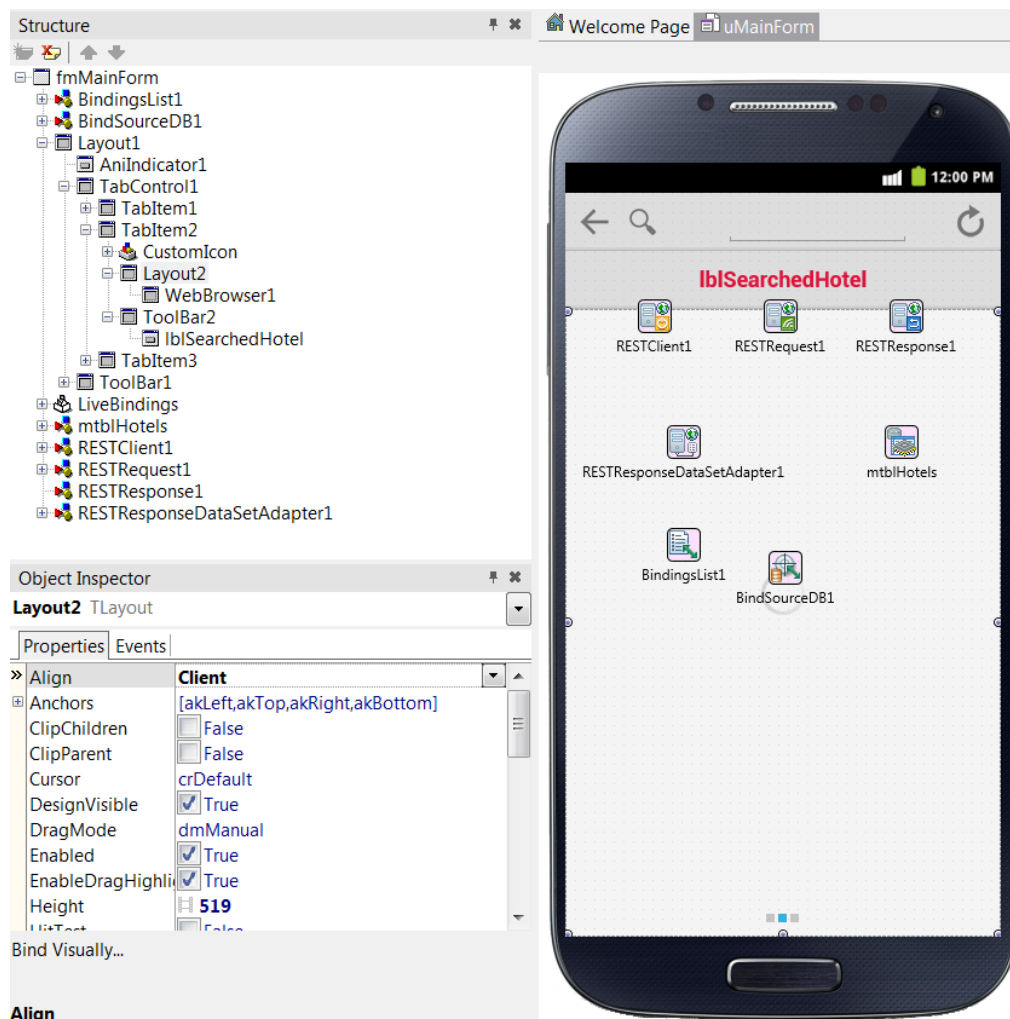 Structure
fmMainForm
BindingsList1
BindSourceDB1
Layout1
AniIndicator1
TabControl1
TabItem1
TabItem2
CustomIcon
Layout2
WebBrowser1
ToolBar2
lblSearchedHotel
TabItem3
ToolBar1
LiveBindings
mtblHotels
RESTClient1
RESTRequest1
RESTResponse1
RESTResponseDataSetAdapter1
Object Inspector
Layout2 TLayout
Properties Events
Align Client
Anchors [akLeft,akTop,akRight,akBottom]
ClipChildren False
ClipParent False
Cursor crDefault
DesignVisible True
DragMode dmManual
Enabled True
EnableDragHighli True
Height 519
HitTest False
Bind Visually...
Align
Welcome Page uMainForm
12:00 PM
lblSearchedHotel
RESTClient1 RESTRequest1 RESTResponse1
RESTResponseDataSetAdapter1 mtblHotels
BindingsList1
BindSourceDB1